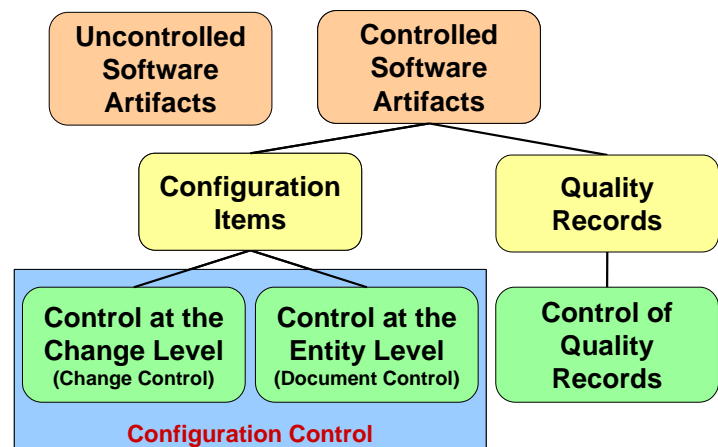 Uncontrolled
Software
Artifacts
Controlled
Software
Artifacts
Configuration
Items
Quality
Records
Control at the
Change Level
(Change Control)
Control at the
Entity Level
(Document Control)
Control of
Quality
Records
Configuration Control